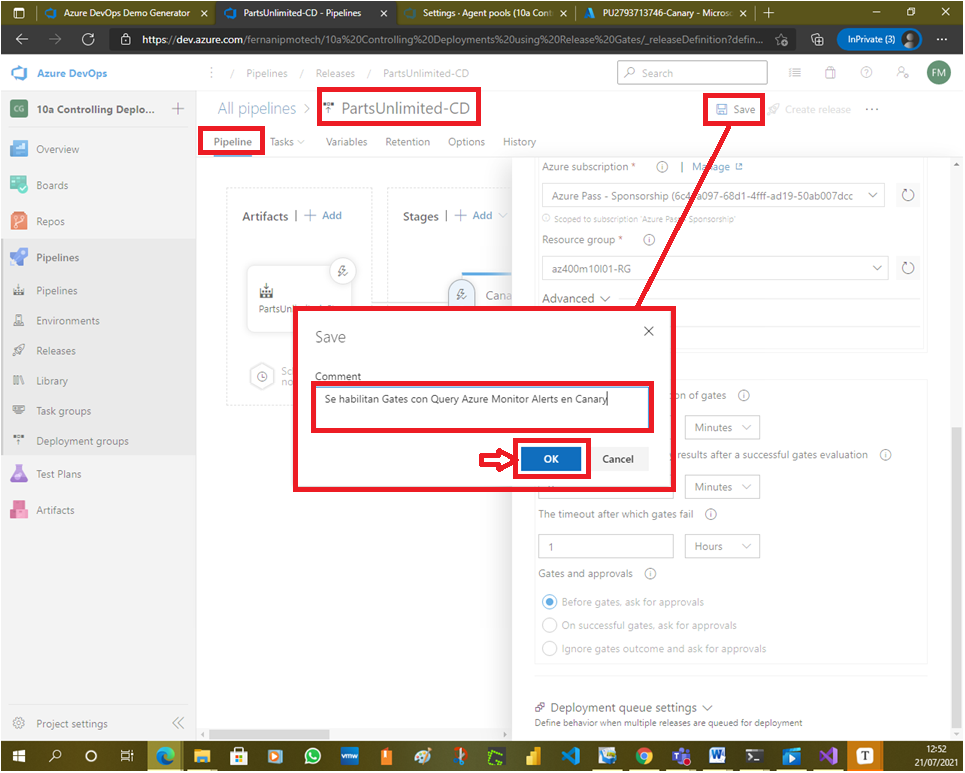 Azure DevOps Demo Generator
PartsUnlimited-CD - Pipelines
Settings · Agent pools (10a Cont
PU2793713746-Canary - Micros
https://dev.azure.com/fernanipmotech/10a%20Controlling%20Deployments%20using%20Release%20Gates/_releaseDefinition?defin...
InPrivate (3)
Azure DevOps
/ Pipelines / Releases / PartsUnlimited-CD
Search
FM
CG 10a Controlling Deplo...
All pipelines > PartsUnlimited-CD
Save
Create release
Pipeline Tasks Variables Retention Options History
Overview
Boards
Repos
Pipelines
Pipelines
Environments
Releases
Library
Task groups
Deployment groups
Test Plans
Artifacts
Project settings
Artifacts | + Add
Stages | + Add
Cana
Azure subscription * | Manage
Azure Pass - Sponsorship
Scoped to subscription 'Azure Pass - Sponsorship'
Resource group *
az400m10l01-RG
Advanced
Save
Comment
Se habilitan Gates con Query Azure Monitor Alerts en Canary
OK Cancel
on of gates
Minutes
results after a successful gates evaluation
Minutes
The timeout after which gates fail
1 Hours
Gates and approvals
Before gates, ask for approvals
On successful gates, ask for approvals
Ignore gates outcome and ask for approvals
Deployment queue settings
Define behavior when multiple releases are queued for deployment
12:52
21/07/2021